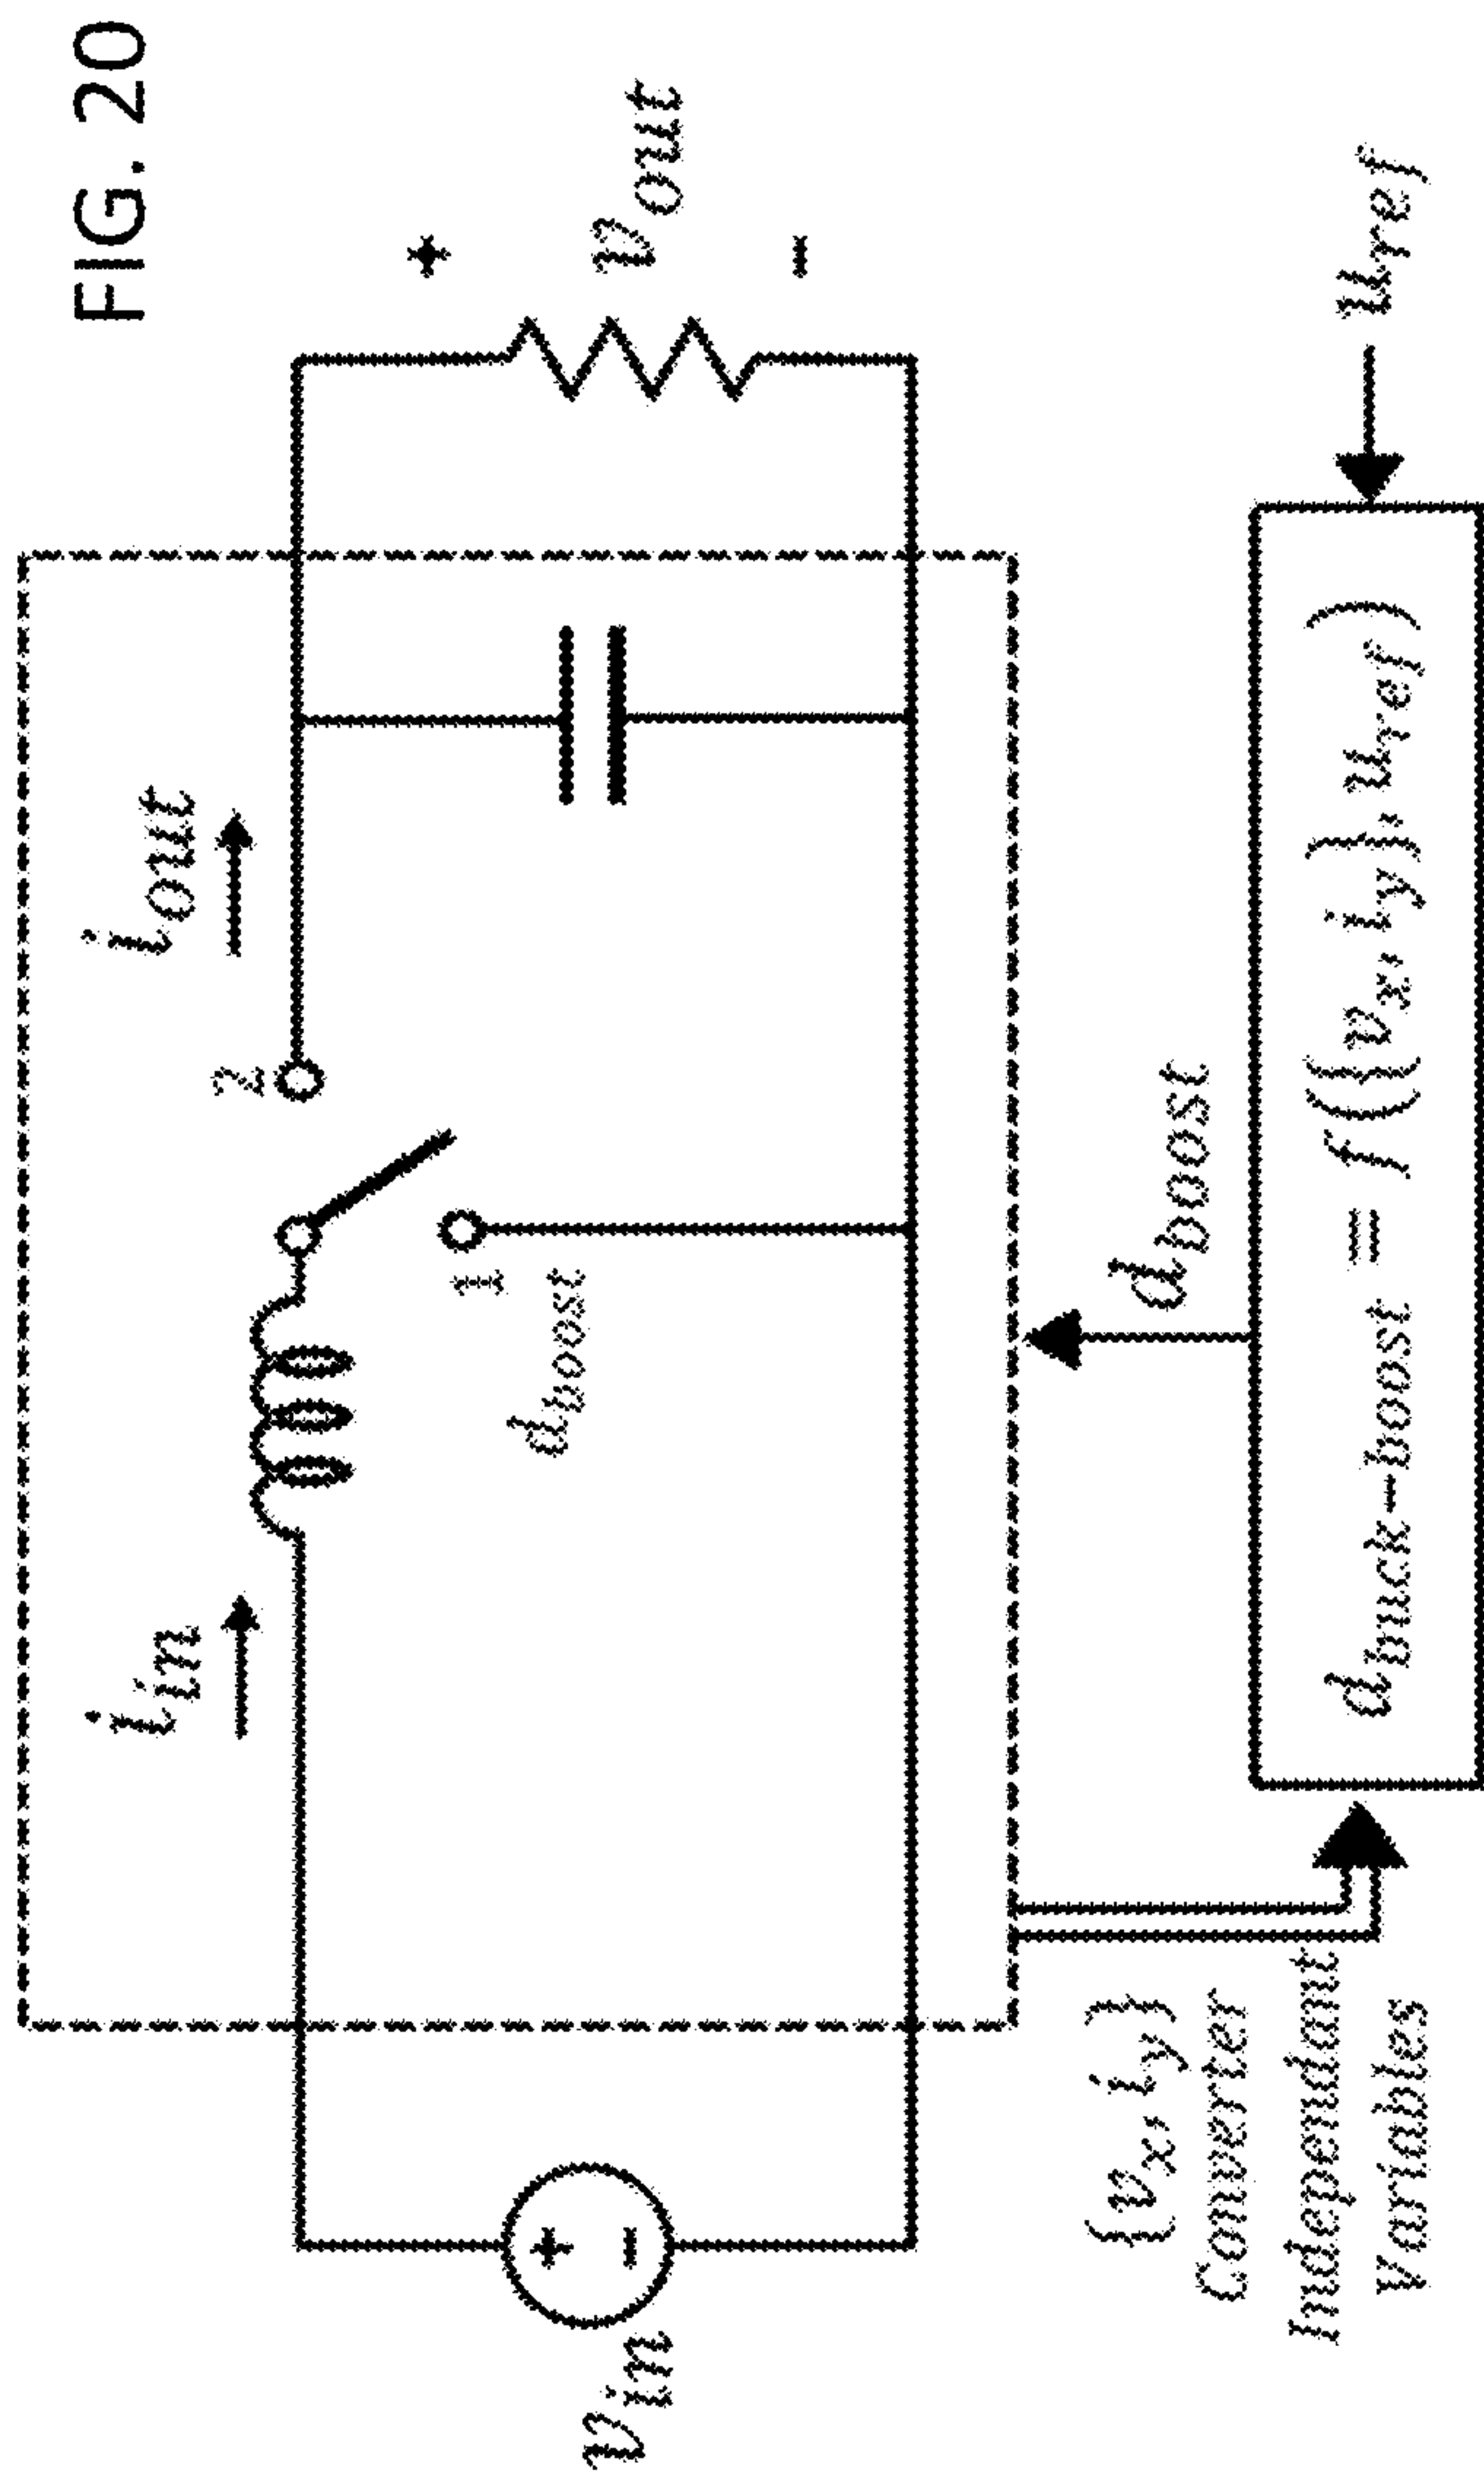 FIG. 20
i_in
i_out
2
1
d_boost
v_in
+
−
+
v_out
−
{v_x, i_y}
Converter
Independant
Variables
d_boost
d_buck−boost = f({v_x, i_y}, u_ref)
u_ref